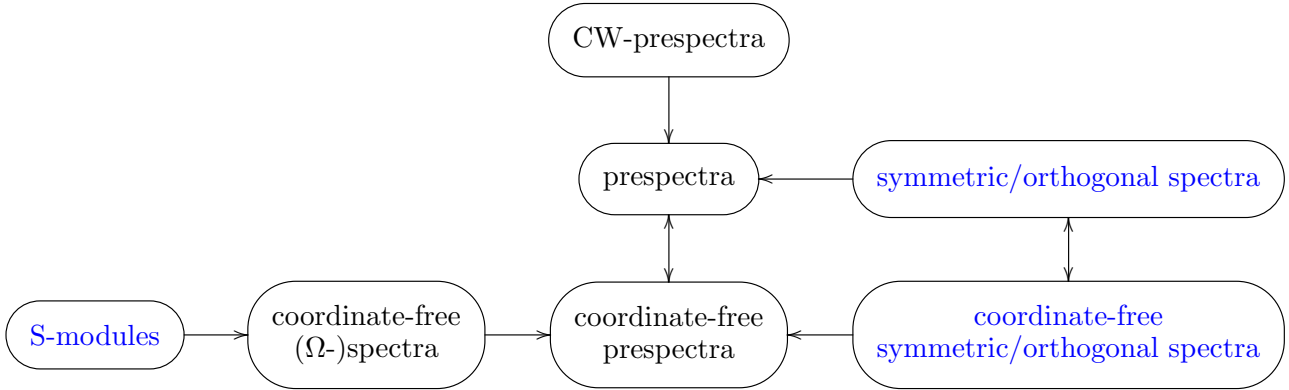 CW-prespectra
prespectra
symmetric/orthogonal spectra
S-modules
coordinate-free
(Ω-)spectra
coordinate-free
prespectra
coordinate-free
symmetric/orthogonal spectra